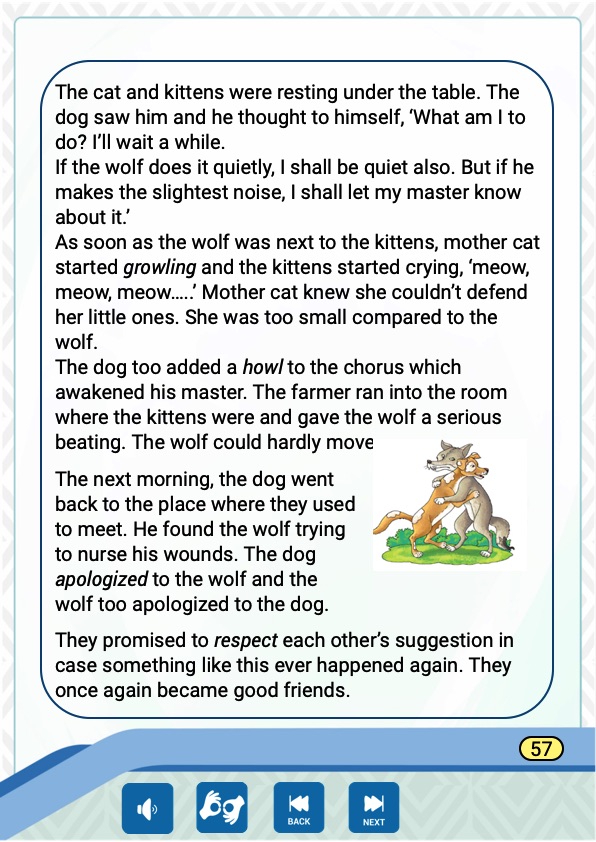 The cat and kittens were resting under the table. The
dog saw him and he thought to himself, ‘What am I to
do? I’ll wait a while.
If the wolf does it quietly, I shall be quiet also. But if he
makes the slightest noise, I shall let my master know
about it.’
As soon as the wolf was next to the kittens, mother cat
started growling and the kittens started crying, ‘meow,
meow, meow.....’ Mother cat knew she couldn’t defend
her little ones. She was too small compared to the
wolf.
The dog too added a howl to the chorus which
awakened his master. The farmer ran into the room
where the kittens were and gave the wolf a serious
beating. The wolf could hardly move
The next morning, the dog went
back to the place where they used
to meet. He found the wolf trying
to nurse his wounds. The dog
apologized to the wolf and the
wolf too apologized to the dog.
They promised to respect each other’s suggestion in
case something like this ever happened again. They
once again became good friends.
57
BACK
NEXT